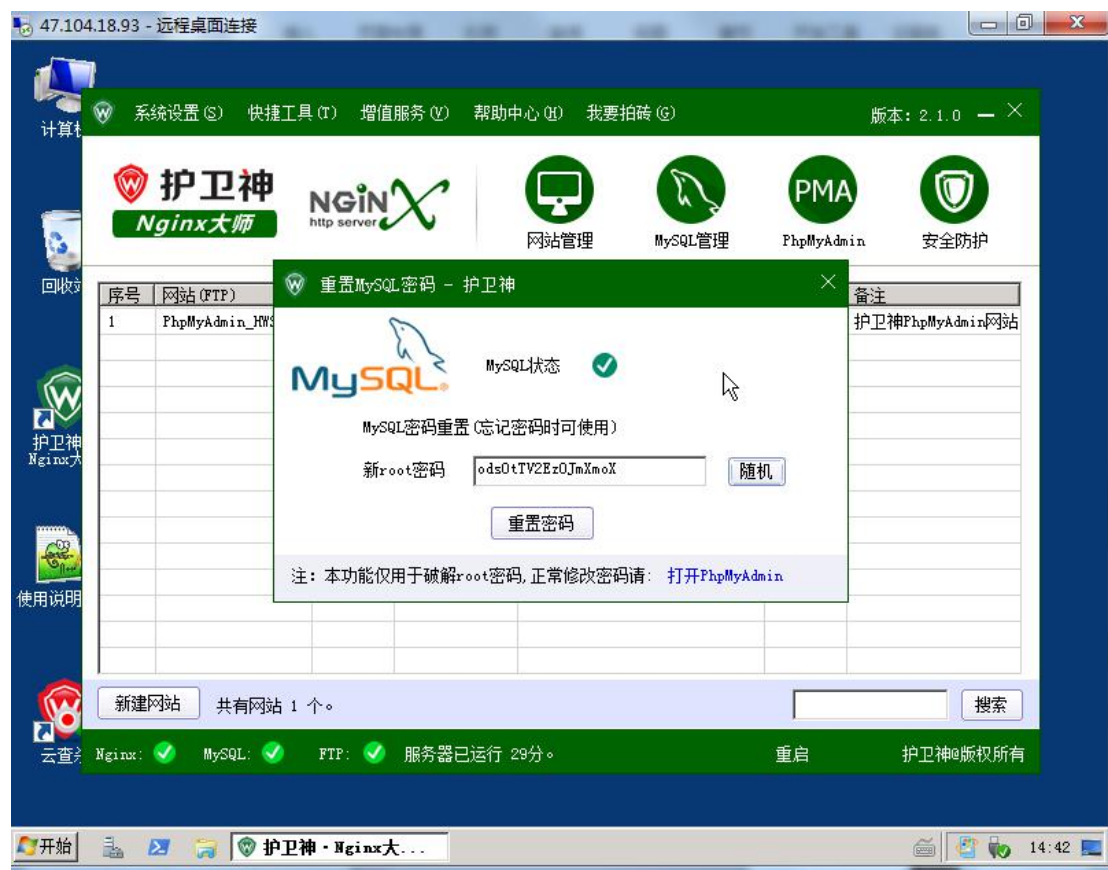 47.104.18.93 - 远程桌面连接
计算机
系统设置(S) 快捷工具(T) 增值服务(V) 帮助中心(H) 我要拍砖(G) 版本: 2.1.0
护卫神
Nginx大师
NGiNX
http server
网站管理 MySQL管理 PMA PhpMyAdmin 安全防护
回收站
序号 网站(FTP) 备注
1 PhpMyAdmin_HWS 护卫神PhpMyAdmin网站
重置MySQL密码 - 护卫神
MySQL
MySQL状态
MySQL密码重置(忘记密码时可使用)
新root密码 odsOtTV2EzOJmXmoX 随机
重置密码
注: 本功能仅用于破解root密码,正常修改密码请: 打开PhpMyAdmin
护卫神
Nginx大
使用说明
新建网站 共有网站 1 个。 搜索
云查杀
Nginx: MySQL: FTP: 服务器已运行 29分。 重启 护卫神@版权所有
开始 护卫神·Nginx大... 14:42